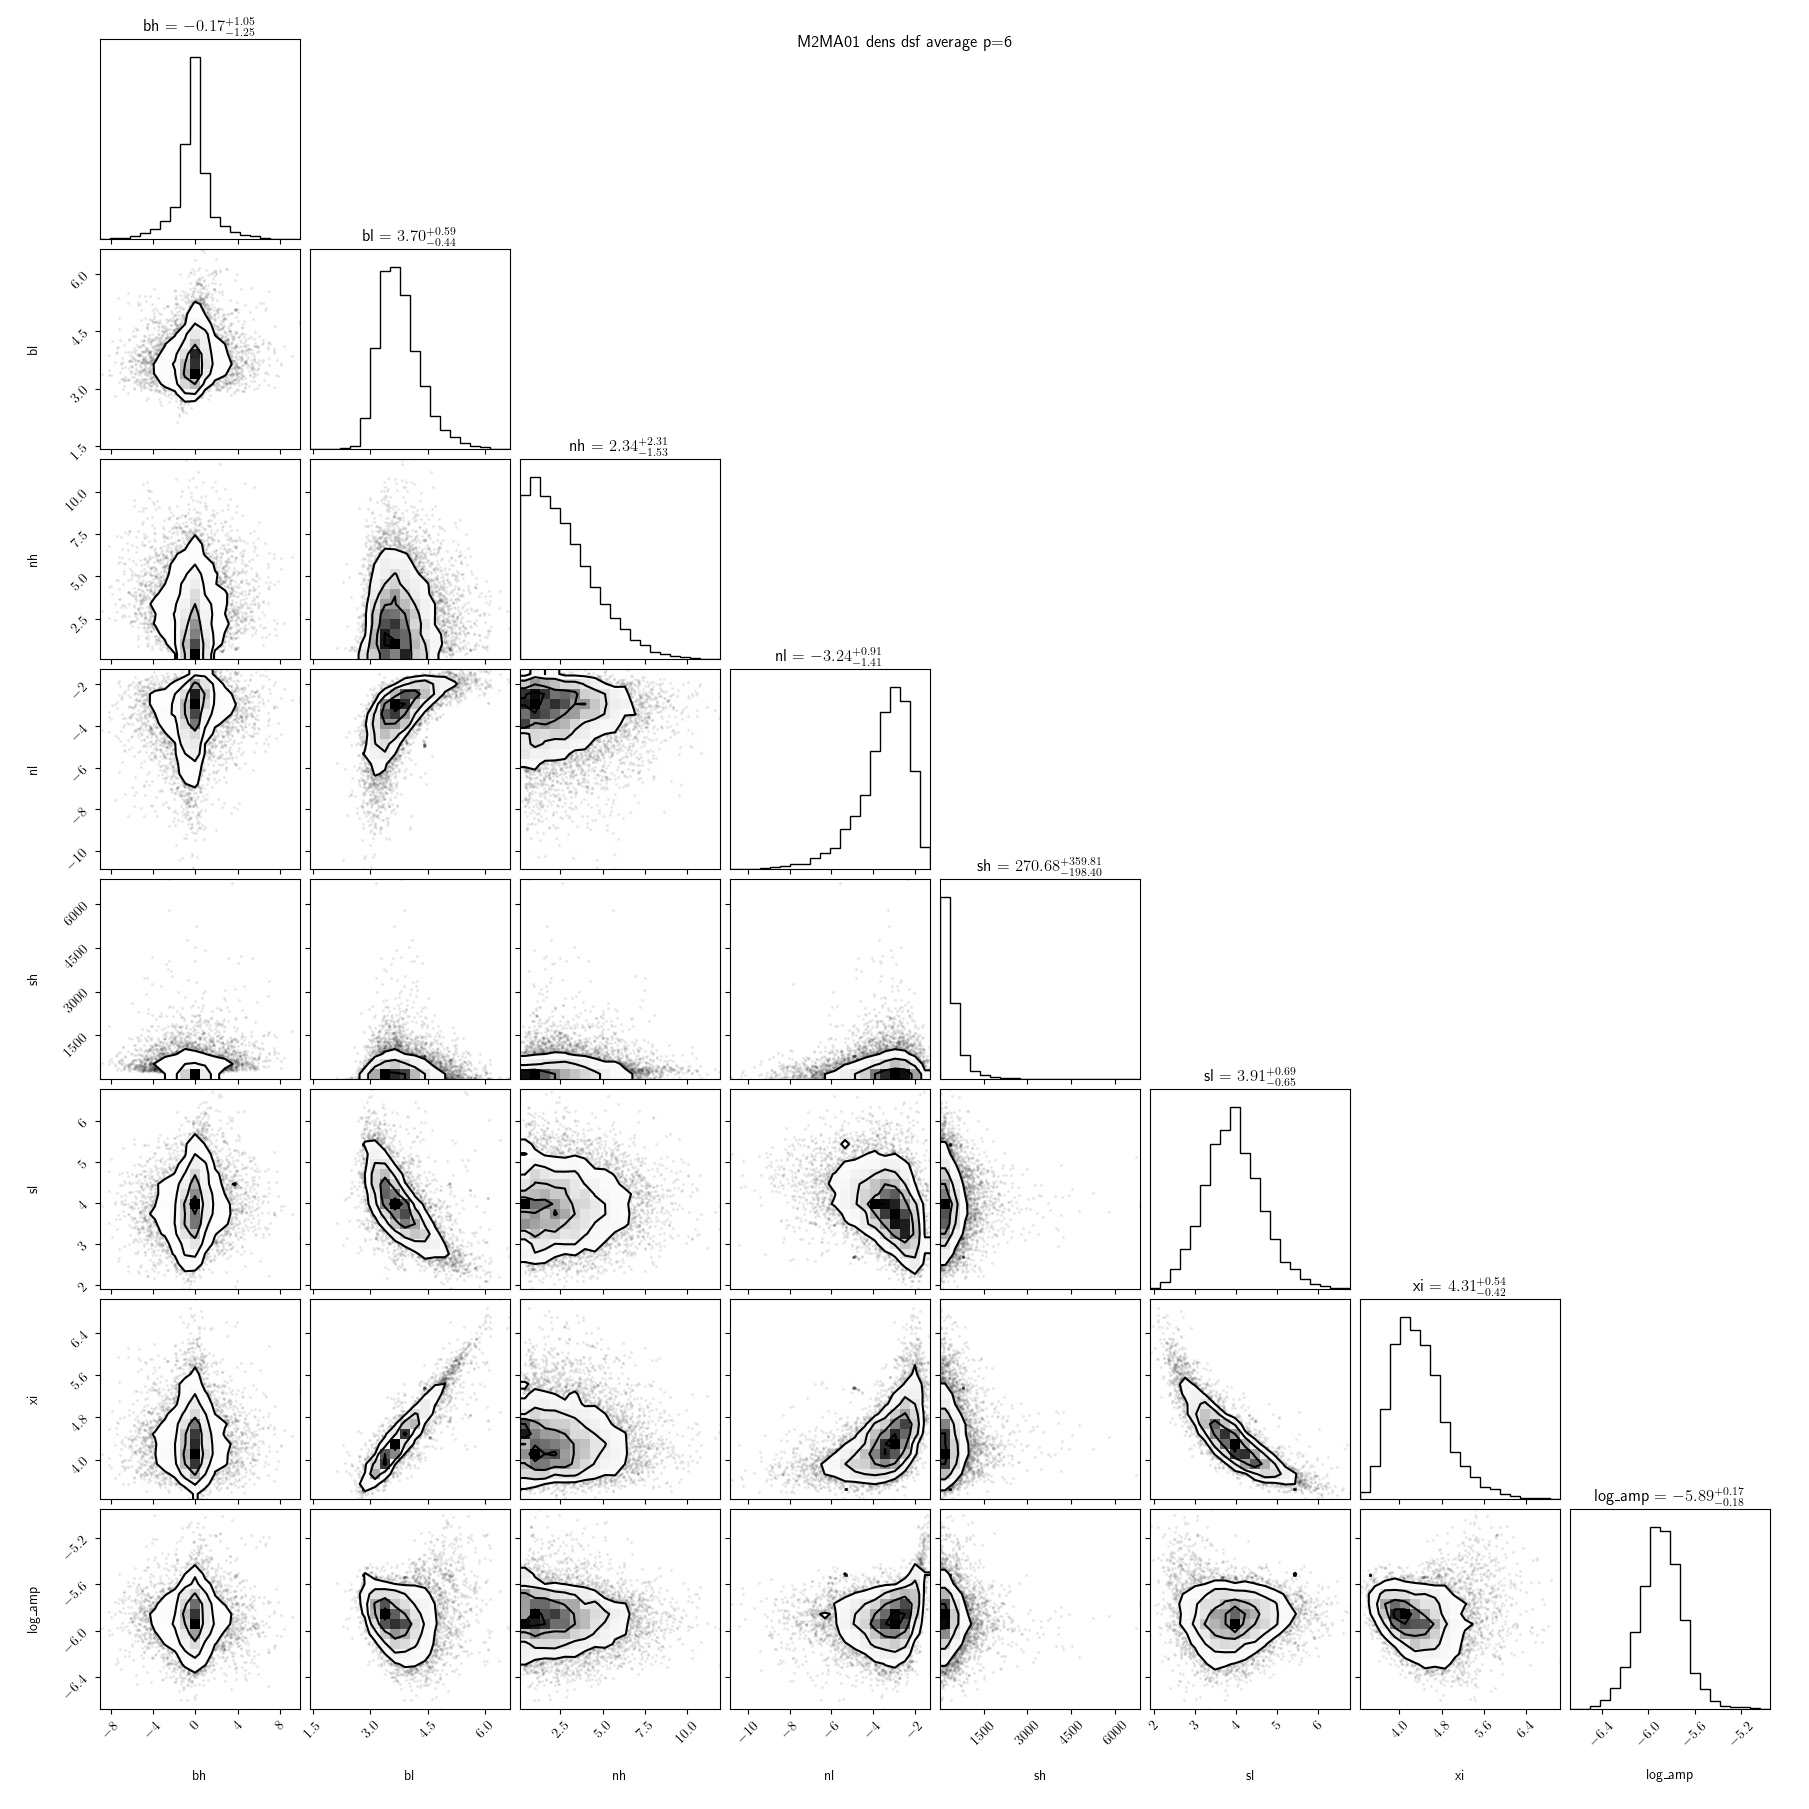 bh = −0.17+1.05−1.25
M2MA01 dens dsf average p=6
bl = 3.70+0.59−0.44
6.0
4.5
3.0
1.5
bl
nh = 2.34+2.31−1.53
10.0
7.5
5.0
2.5
nh
nl = −3.24+0.91−1.41
−2
−4
−6
−8
−10
nl
sh = 270.68+359.81−198.40
6000
4500
3000
1500
sh
sl = 3.91+0.69−0.65
6
5
4
3
2
sl
xi = 4.31+0.54−0.42
6.4
5.6
4.8
4.0
xi
log_amp = −5.89+0.17−0.18
−5.2
−5.6
−6.0
−6.4
log_amp
−8 −4 0 4 8 1.5 3.0 4.5 6.0 2.5 5.0 7.5 10.0 −10 −8 −6 −4 −2 1500 3000 4500 6000 2 3 4 5 6 4.0 4.8 5.6 6.4 −6.4 −6.0 −5.6 −5.2
bh bl nh nl sh sl xi log_amp